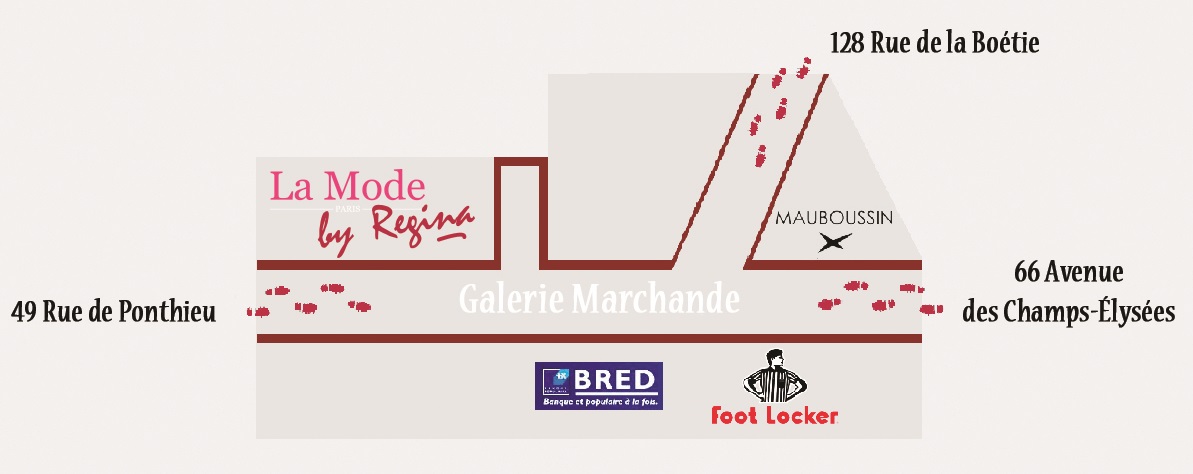 128 Rue de la Boétie
La Mode
PARIS
by Regina
MAUBOUSSIN
66 Avenue
des Champs-Élysées
49 Rue de Ponthieu
Galerie Marchande
BRED
Banque et populaire à la fois.
Foot Locker